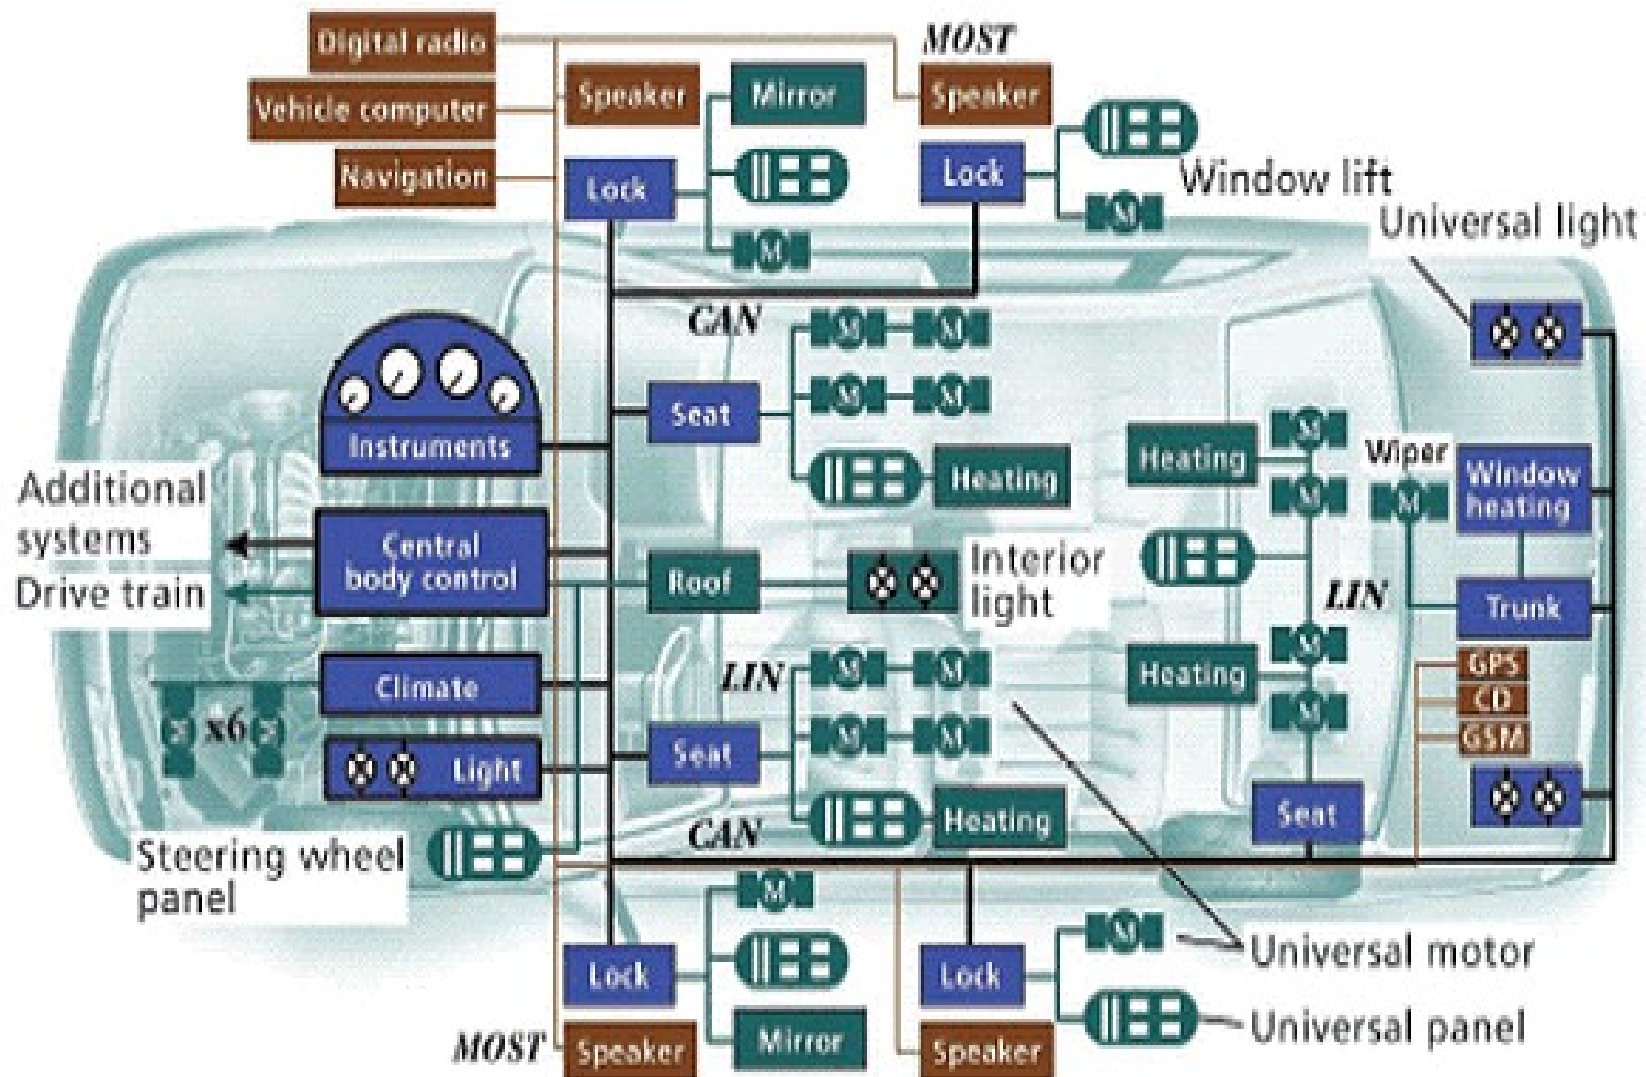 Digital radio
MOST
Speaker
Mirror
Speaker
Vehicle computer
Navigation
Lock
Lock
M
Window lift
M
Universal light
CAN
M
M
Seat
M
M
Instruments
Heating
Heating
M
M
Wiper
M
Window
heating
Additional
systems
Drive train
Central
body control
Roof
Interior
light
LIN
Trunk
Climate
LIN
M
M
Heating
M
M
GPS
CD
GSM
x6
M
M
Light
Seat
M
M
CAN
Heating
Seat
Steering wheel
panel
M
M
Universal motor
Lock
Lock
Universal panel
MOST
Speaker
Mirror
Speaker